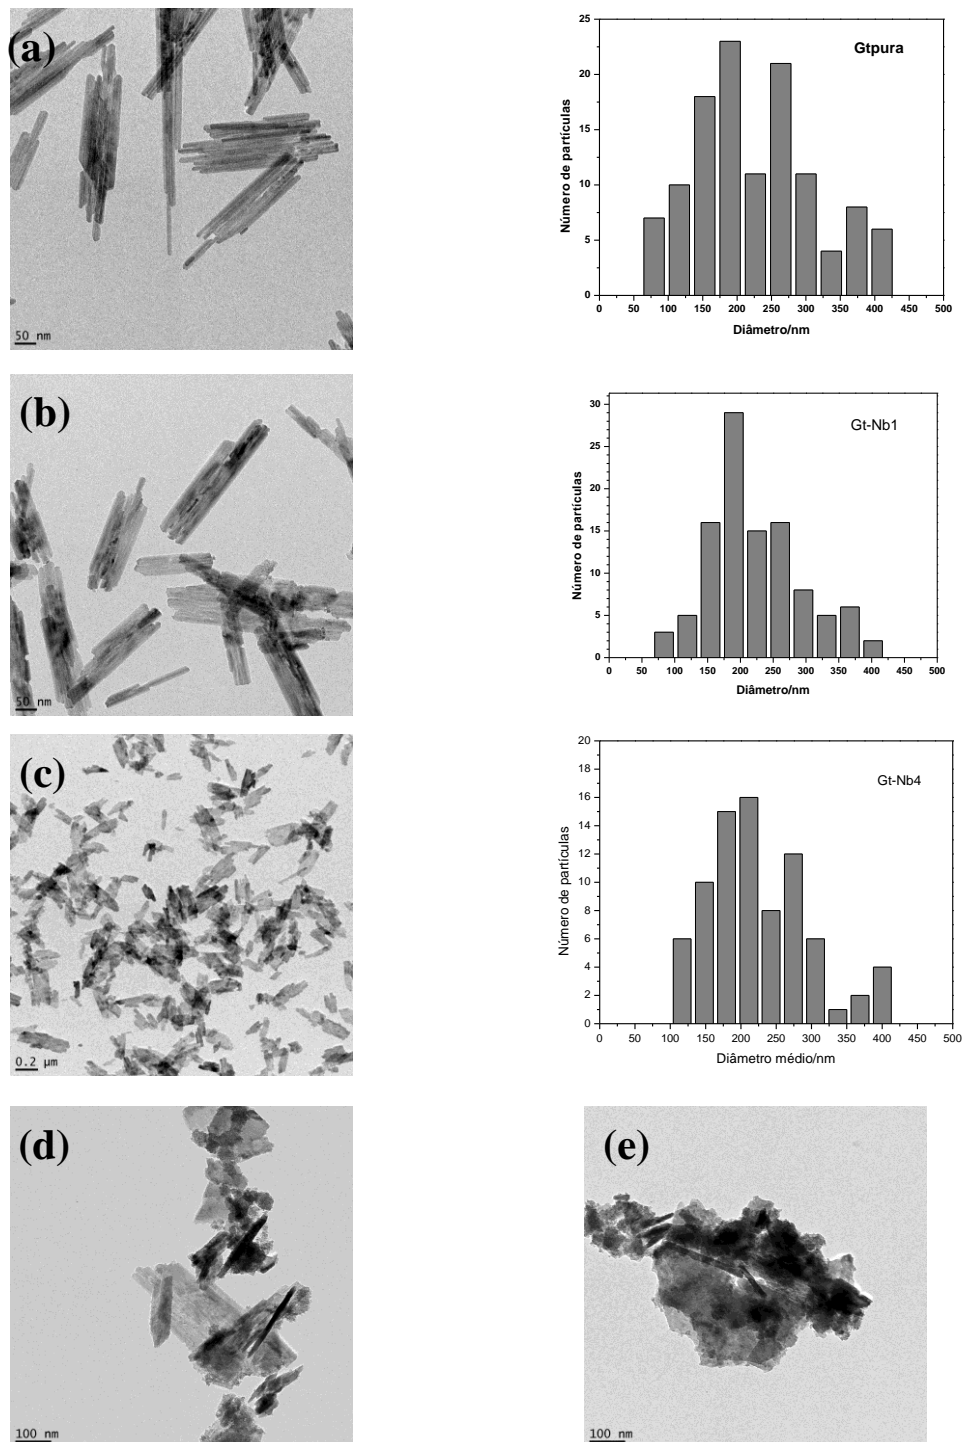 (a)
50 nm
Gtpura
Número de partículas
25
20
15
10
5
0
0 50 100 150 200 250 300 350 400 450 500
Diâmetro/nm
(b)
50 nm
Gt-Nb1
Número de partículas
30
25
20
15
10
5
0
0 50 100 150 200 250 300 350 400 450 500
Diâmetro/nm
(c)
0.2 µm
Gt-Nb4
Número de partículas
20
18
16
14
12
10
8
6
4
2
0
0 50 100 150 200 250 300 350 400 450 500
Diâmetro médio/nm
(d)
100 nm
(e)
100 nm